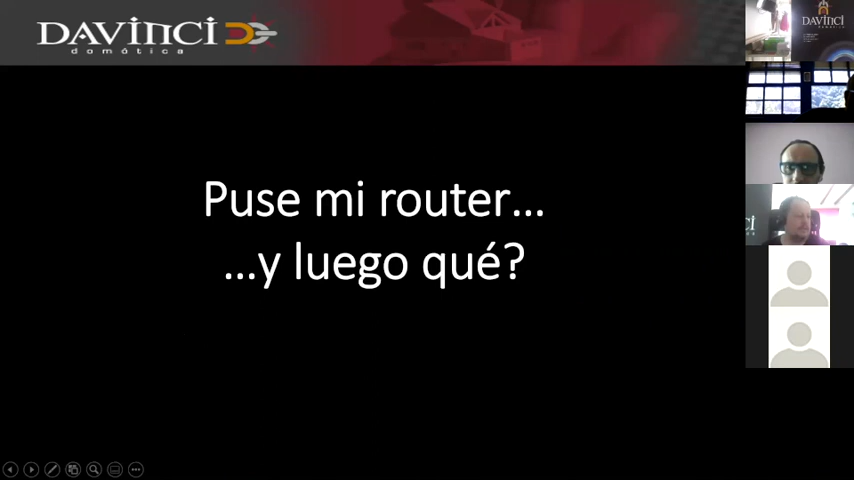 DAVINCI
domótica
DAVINCI
Puse mi router...
...y luego qué?